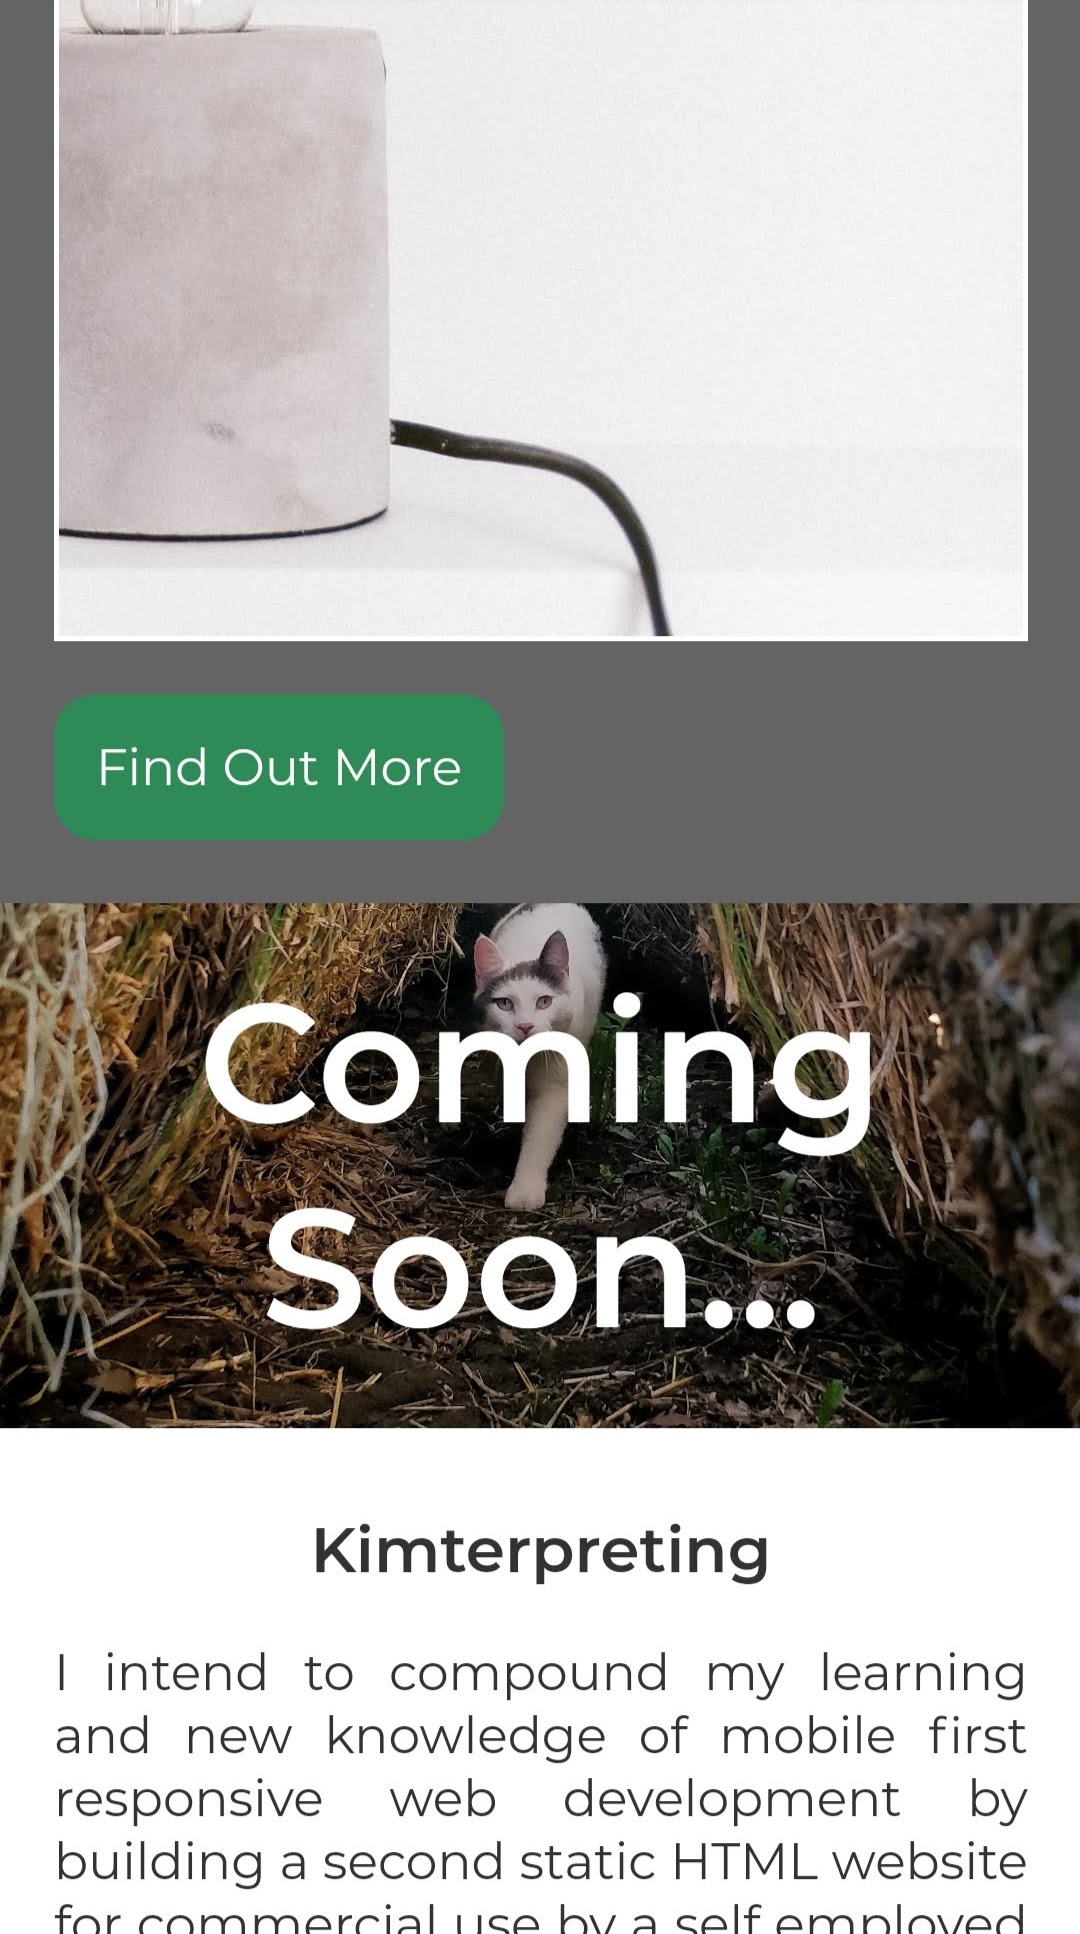 Find Out More
Coming
Soon...
Kimterpreting
I intend to compound my learning
and new knowledge of mobile first
responsive web development by
building a second static HTML website
for commercial use by a self employed